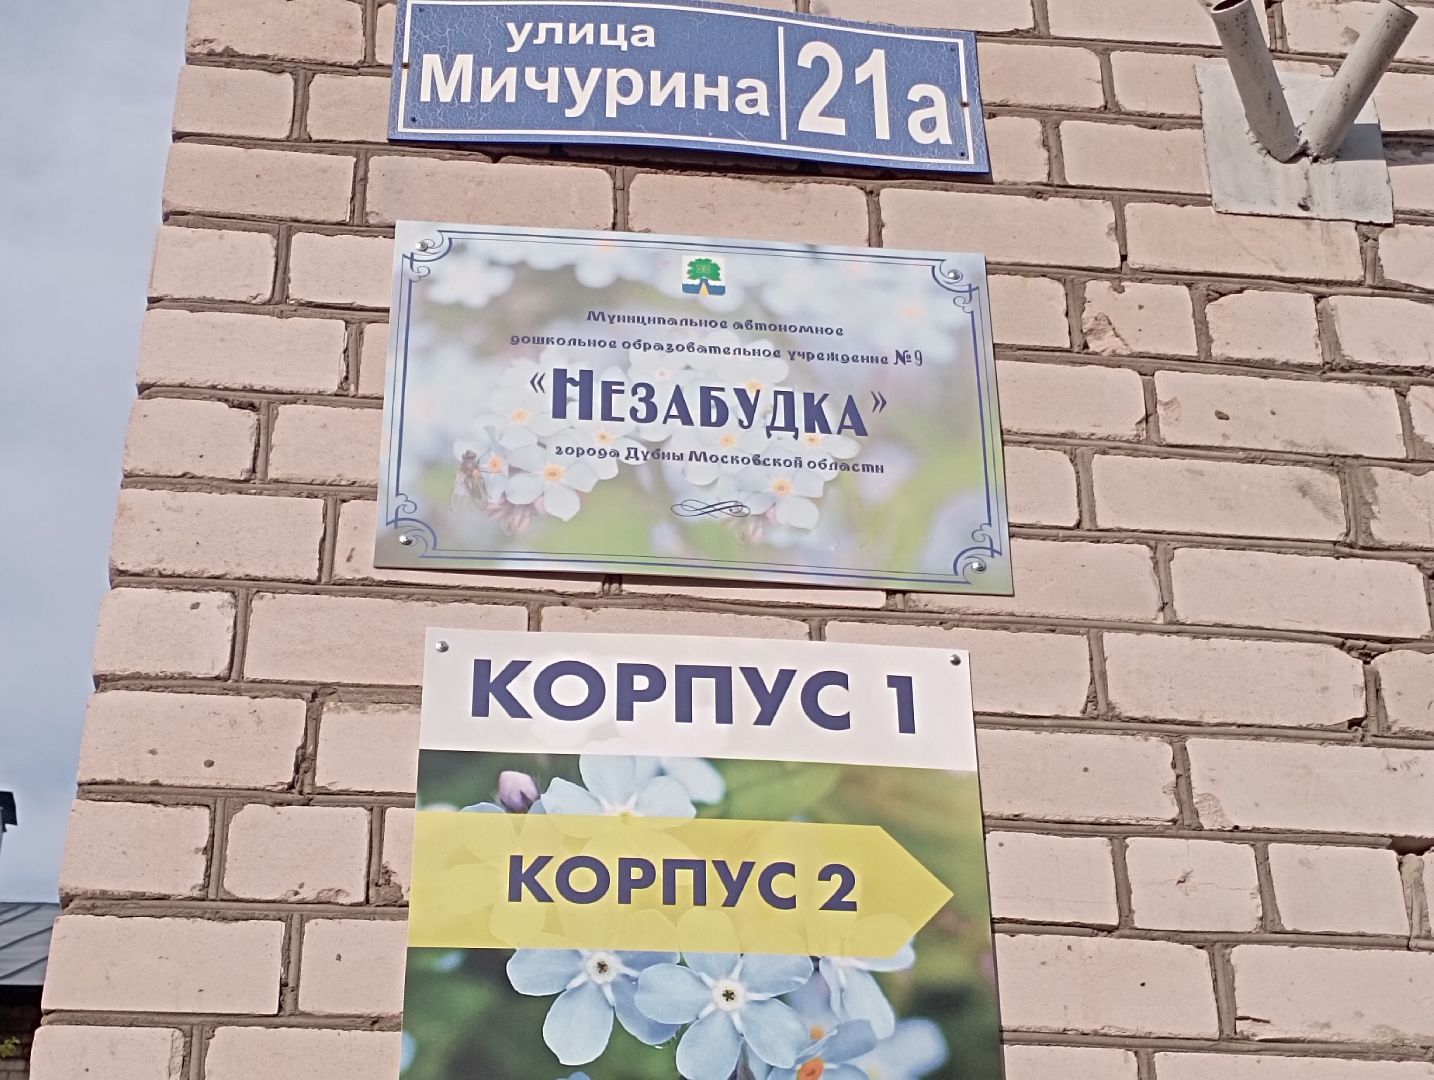 улица
Мичурина 21а
Муниципальное автономное
дошкольное образовательное учреждение №9
«НЕЗАБУДКА»
города Дубны Московской области
КОРПУС 1
КОРПУС 2